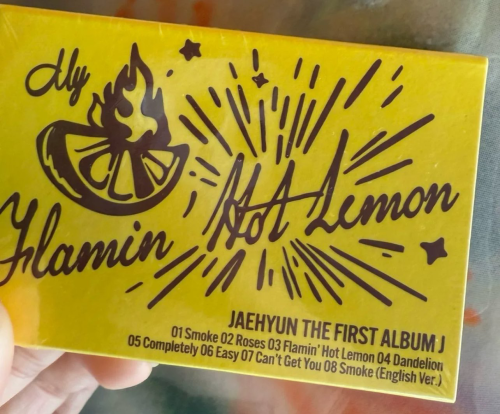 My
Flamin Hot Lemon
JAEHYUN THE FIRST ALBUM J
01 Smoke 02 Roses 03 Flamin' Hot Lemon 04 Dandelion
05 Completely 06 Easy 07 Can't Get You 08 Smoke (English Ver.)